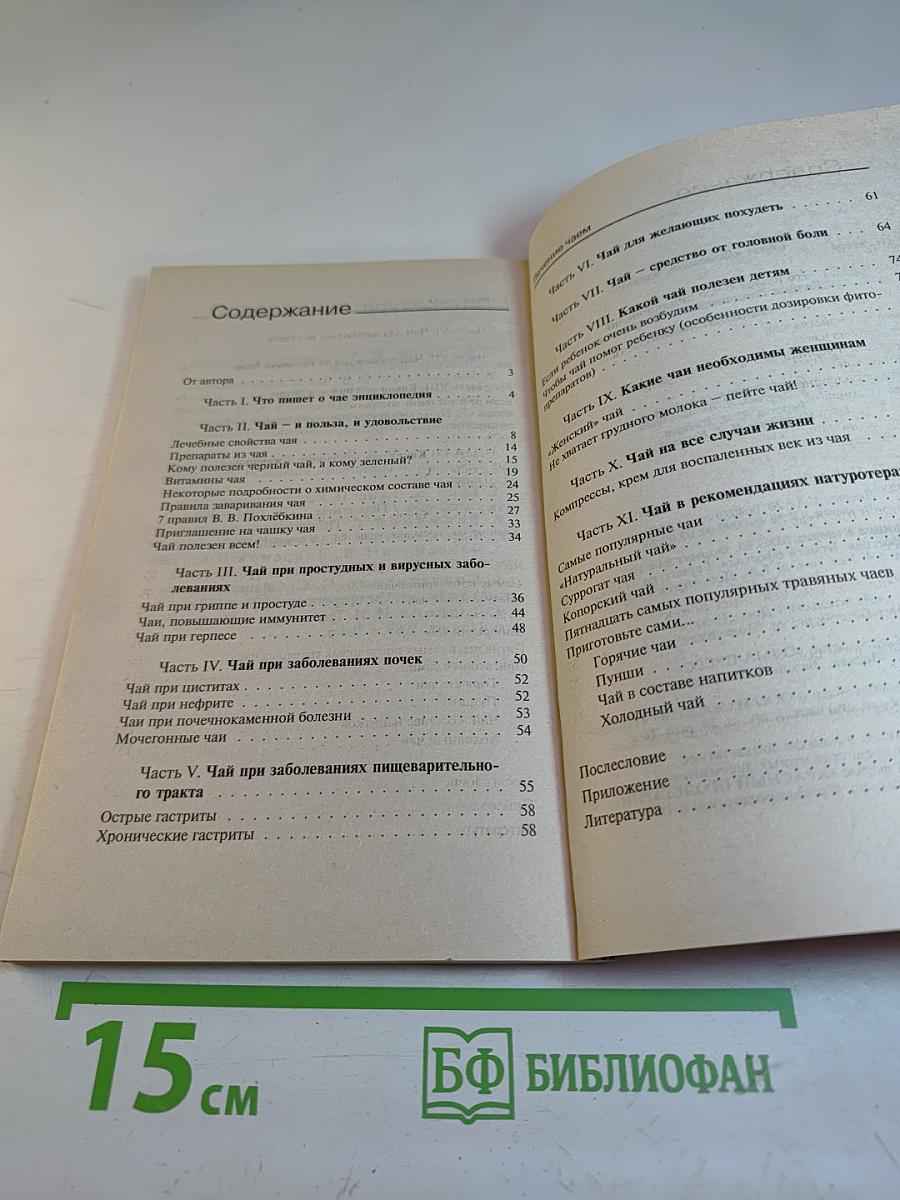 Содержание
От автора . . . . . . . . . . . . . . . . . . . . . . . . 3
Часть I. Что пишет о чае энциклопедия . . . . . . . . 4
Часть II. Чай – и польза, и удовольствие
Лечебные свойства чая . . . . . . . . . . . . . . . . . 8
Препараты из чая . . . . . . . . . . . . . . . . . . . . 14
Кому полезен черный чай, а кому зеленый? . . . . . . . 15
Витамины чая . . . . . . . . . . . . . . . . . . . . . . 19
Некоторые подробности о химическом составе чая . . . . 24
Правила заваривания чая . . . . . . . . . . . . . . . . 25
7 правил В. В. Похлёбкина . . . . . . . . . . . . . . . 27
Приглашение на чашку чая . . . . . . . . . . . . . . . 33
Чай полезен всем! . . . . . . . . . . . . . . . . . . . 34
Часть III. Чай при простудных и вирусных забо-
леваниях
Чай при гриппе и простуде . . . . . . . . . . . . . . . 36
Чаи, повышающие иммунитет . . . . . . . . . . . . . . 44
Чай при герпесе . . . . . . . . . . . . . . . . . . . . 48
Часть IV. Чай при заболеваниях почек . . . . . . . . 50
Чай при циститах . . . . . . . . . . . . . . . . . . . . 52
Чай при нефрите . . . . . . . . . . . . . . . . . . . . 52
Чаи при почечнокаменной болезни . . . . . . . . . . . 53
Мочегонные чаи . . . . . . . . . . . . . . . . . . . . 54
Часть V. Чай при заболеваниях пищеварительно-
го тракта . . . . . . . . . . . . . . . . . . . . . . 55
Острые гастриты . . . . . . . . . . . . . . . . . . . . 58
Хронические гастриты . . . . . . . . . . . . . . . . . 58
Лечение чаем
Часть VI. Чай для желающих похудеть . . . . . . 61
Часть VII. Чай – средство от головной боли . . . 64
Часть VIII. Какой чай полезен детям . . . . . . 74
Если ребенок очень возбудим . . . . . . . . . .
Чтобы чай помог ребенку (особенности дозировки фито-
препаратов) . . . . . . . . . . . . . . . . . .
Часть IX. Какие чаи необходимы женщинам
«Женский» чай . . . . . . . . . . . . . . . . .
Не хватает грудного молока – пейте чай! . . . .
Часть X. Чай на все случаи жизни . . . . . . .
Компрессы, крем для воспаленных век из чая . .
Часть XI. Чай в рекомендациях натуротера
Самые популярные чаи . . . . . . . . . . . . .
«Натуральный чай» . . . . . . . . . . . . . . .
Суррогат чая . . . . . . . . . . . . . . . . . .
Копорский чай . . . . . . . . . . . . . . . . .
Пятнадцать самых популярных травяных чаев
Приготовьте сами... . . . . . . . . . . . . . .
Горячие чаи . . . . . . . . . . . . . . . . . .
Пунши . . . . . . . . . . . . . . . . . . . . .
Чай в составе напитков . . . . . . . . . . . .
Холодный чай . . . . . . . . . . . . . . . . .
Послесловие . . . . . . . . . . . . . . . . . .
Приложение . . . . . . . . . . . . . . . . . .
Литература . . . . . . . . . . . . . . . . . .
15 см
БФ БИБЛИОФАН